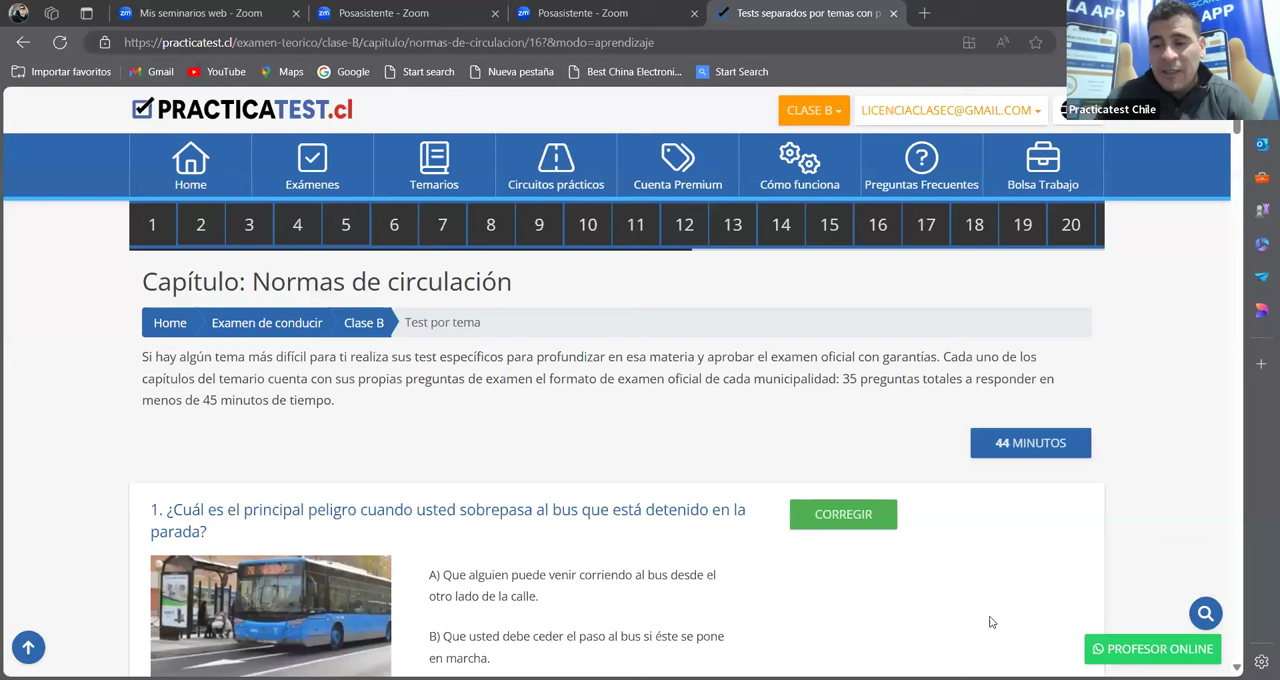 Mis seminarios web - Zoom
Posasistente - Zoom
Posasistente - Zoom
Tests separados por temas con p
https://practicatest.cl/examen-teorico/clase-B/capitulo/normas-de-circulacion/16?&modo=aprendizaje
Importar favoritos
Gmail
YouTube
Maps
Google
Start search
Nueva pestaña
Best China Electroni...
Start Search
LA APP
APP
Practicatest Chile
PRACTICATEST.cl
CLASE B
LICENCIACLASEC@GMAIL.COM
Home
Exámenes
Temarios
Circuitos prácticos
Cuenta Premium
Cómo funciona
Preguntas Frecuentes
Bolsa Trabajo
1 2 3 4 5 6 7 8 9 10 11 12 13 14 15 16 17 18 19 20
Capítulo: Normas de circulación
Home
Examen de conducir
Clase B
Test por tema
Si hay algún tema más difícil para ti realiza sus test específicos para profundizar en esa materia y aprobar el examen oficial con garantías. Cada uno de los
capítulos del temario cuenta con sus propias preguntas de examen el formato de examen oficial de cada municipalidad: 35 preguntas totales a responder en
menos de 45 minutos de tiempo.
44 MINUTOS
1. ¿Cuál es el principal peligro cuando usted sobrepasa al bus que está detenido en la
parada?
CORREGIR
A) Que alguien puede venir corriendo al bus desde el
otro lado de la calle.
B) Que usted debe ceder el paso al bus si éste se pone
en marcha.
PROFESOR ONLINE